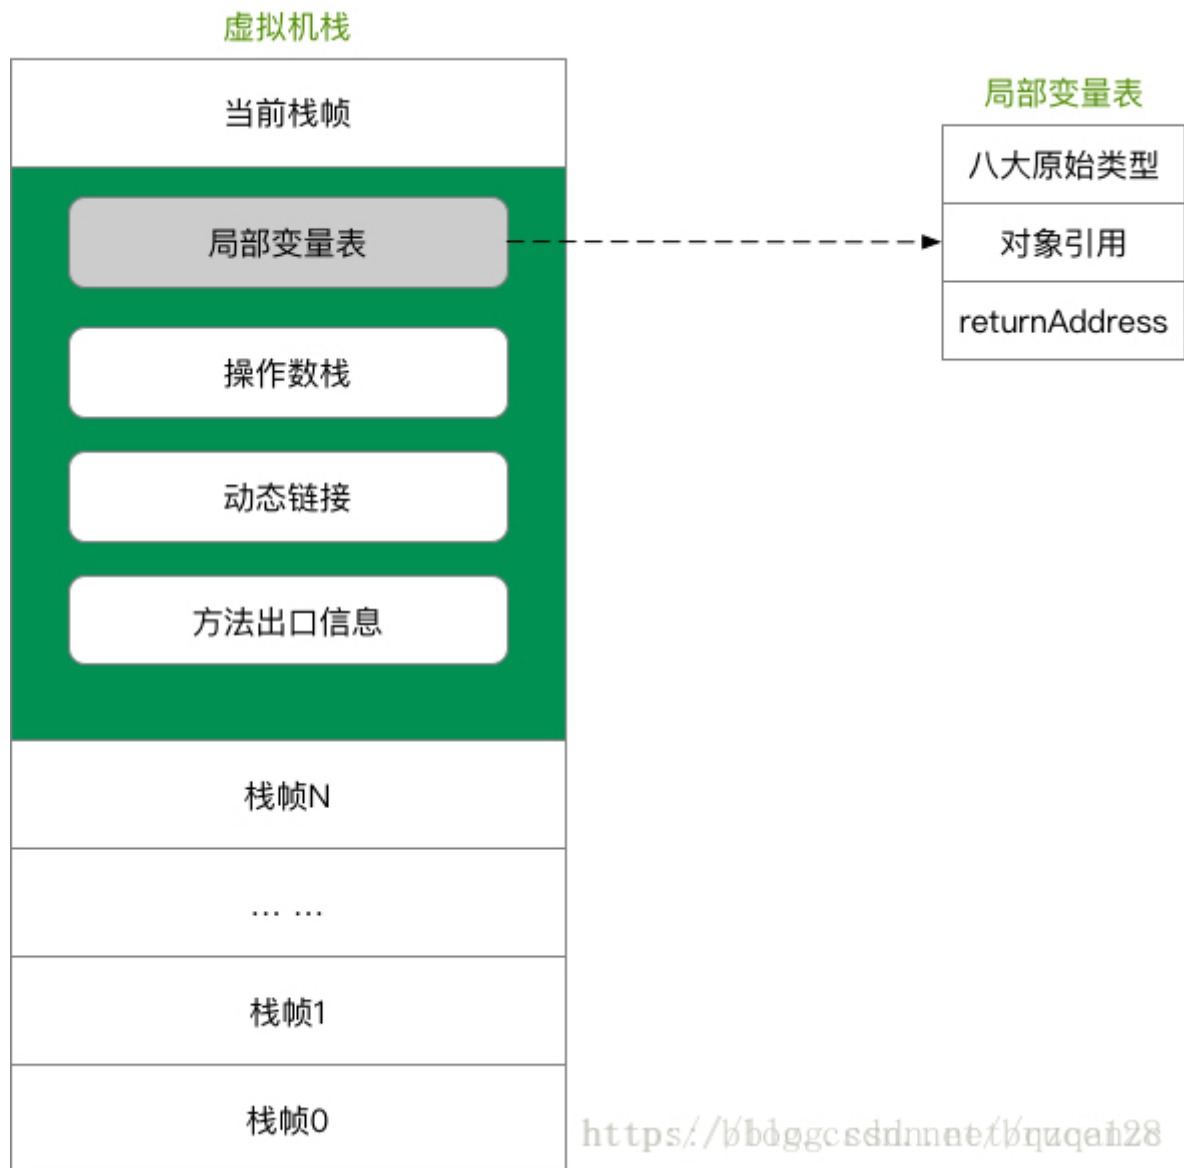 虚拟机栈
当前栈帧
局部变量表
操作数栈
动态链接
方法出口信息
栈帧N
... ...
栈帧1
栈帧0
局部变量表
八大原始类型
对象引用
returnAddress